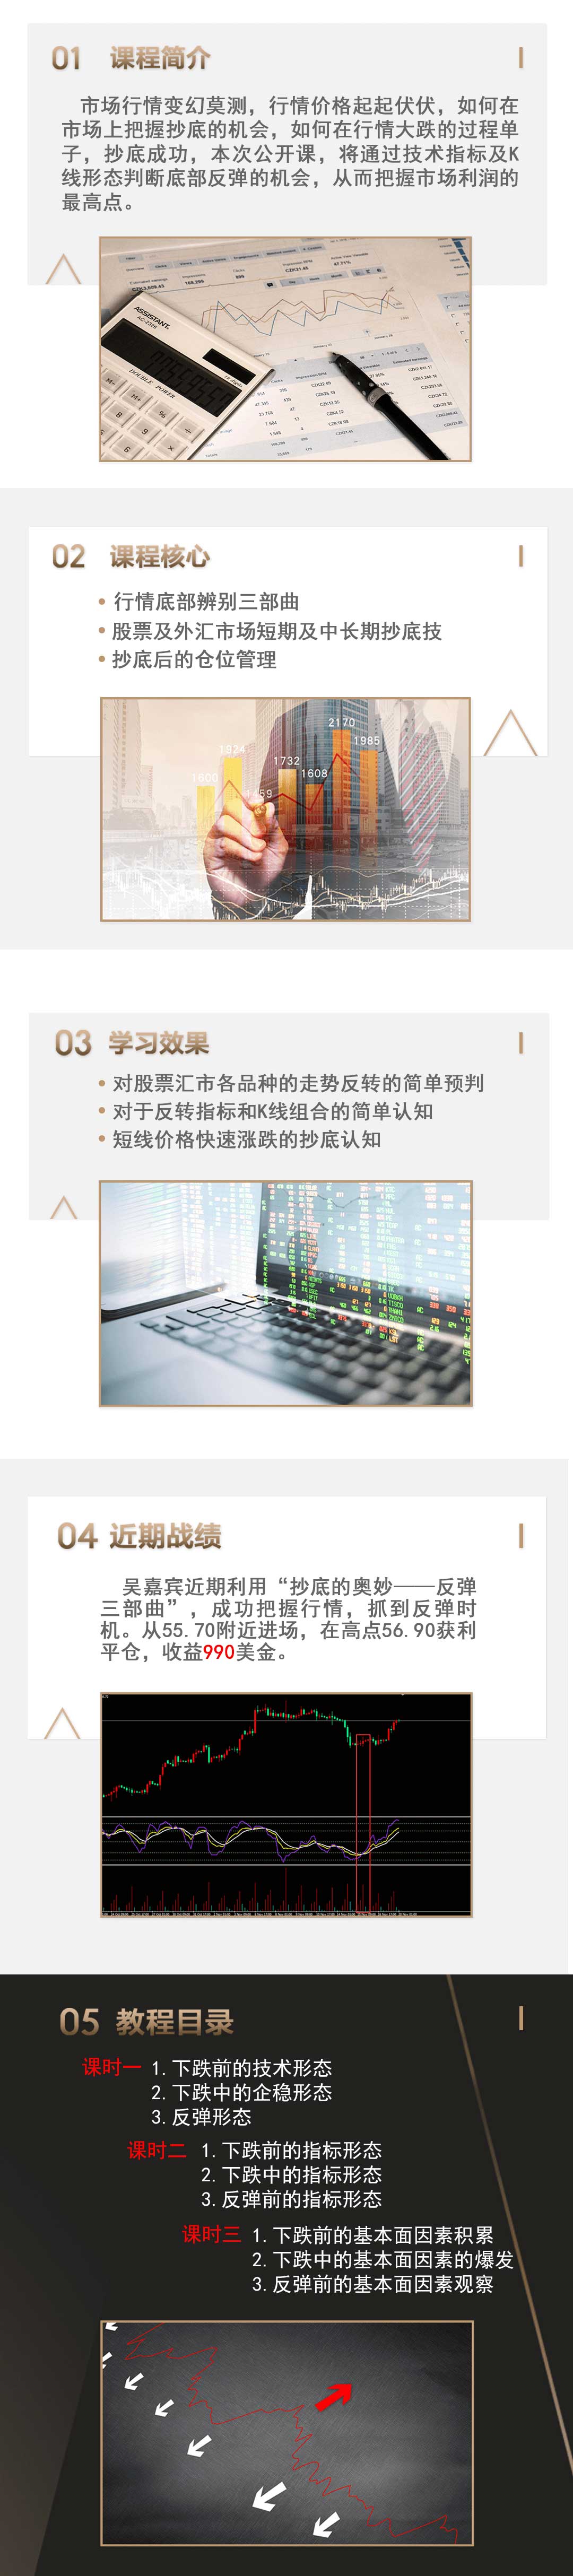 01 课程简介
市场行情变幻莫测，行情价格起起伏伏，如何在
市场上把握抄底的机会，如何在行情大跌的过程单
子，抄底成功，本次公开课，将通过技术指标及K
线形态判断底部反弹的机会，从而把握市场利润的
最高点。
ASSISTANT
AC-2326
DOUBLE POWER
02 课程核心
• 行情底部辨别三部曲
• 股票及外汇市场短期及中长期抄底技
• 抄底后的仓位管理
2170
1985
1924
1732
1608
1600
03 学习效果
• 对股票汇市各品种的走势反转的简单预判
• 对于反转指标和K线组合的简单认知
• 短线价格快速涨跌的抄底认知
04 近期战绩
吴嘉宾近期利用“抄底的奥妙——反弹
三部曲”，成功把握行情，抓到反弹时
机。从55.70附近进场，在高点56.90获利
平仓，收益990美金。
05 教程目录
课时一 1.下跌前的技术形态
2.下跌中的企稳形态
3.反弹形态
课时二 1.下跌前的指标形态
2.下跌中的指标形态
3.反弹前的指标形态
课时三 1.下跌前的基本面因素积累
2.下跌中的基本面因素的爆发
3.反弹前的基本面因素观察